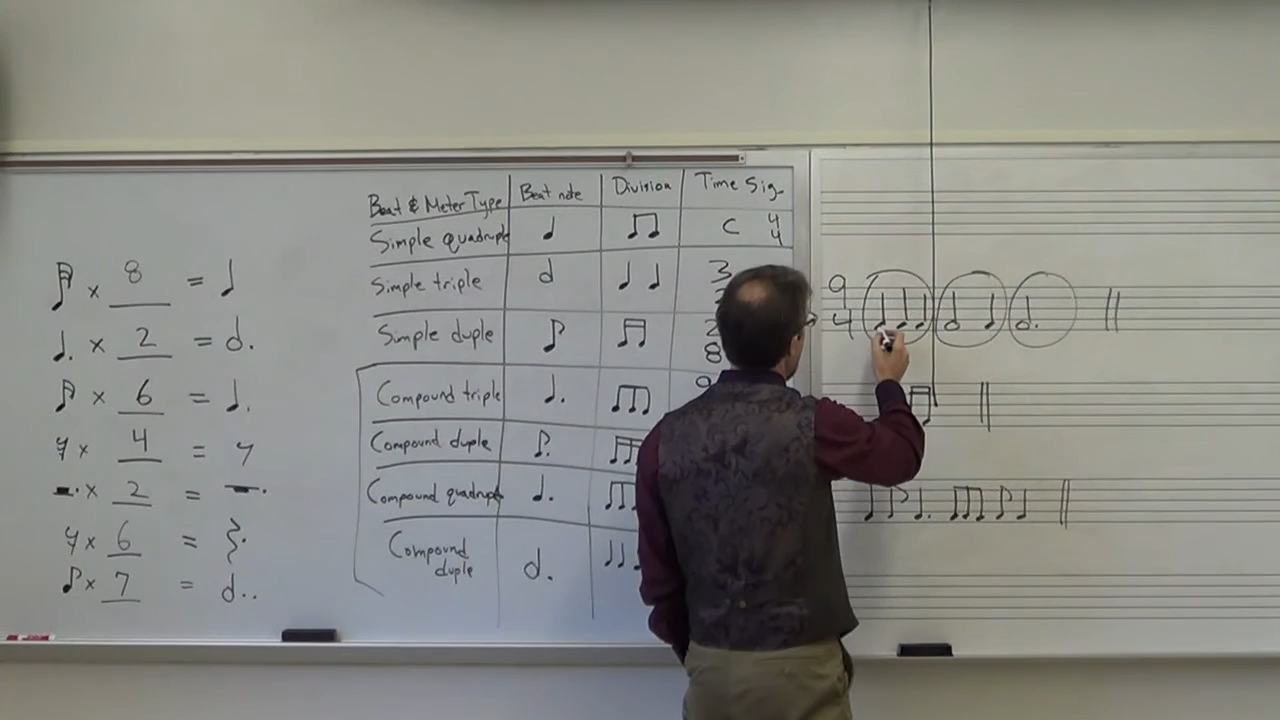 𝅘𝅥𝅰 × 8 = ♩
♩. × 2 = 𝅗𝅥.
𝅘𝅥𝅯 × 6 = ♩.
𝄿 × 4 = 𝄾
𝄼. × 2 = 𝄻.
𝄿 × 6 = 𝄽.
♪ × 7 = 𝅗𝅥..
Beat & Meter Type Beat note Division Time Sig.
Simple quadruple ♩ ♫ C 4/4
Simple triple 𝅗𝅥 ♩ ♩ 3
Simple duple ♪ ♬ 2/8
Compound triple ♩. 9
Compound duple ♪.
Compound quadruple ♩.
Compound
duple 𝅗𝅥.
9
4